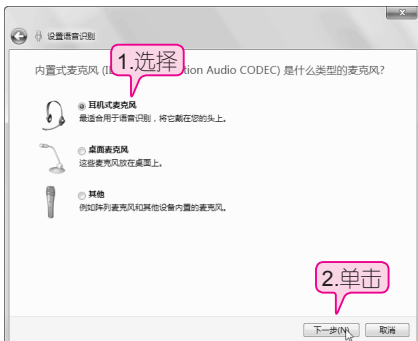 设置语音识别
1.选择
内置式麦克风 (I tion Audio CODEC) 是什么类型的麦克风?
耳机式麦克风
最适合用于语音识别，将它戴在您的头上。
桌面麦克风
这些麦克风放在桌面上。
其他
例如阵列麦克风和其他设备内置的麦克风。
2.单击
下一步(N)
取消